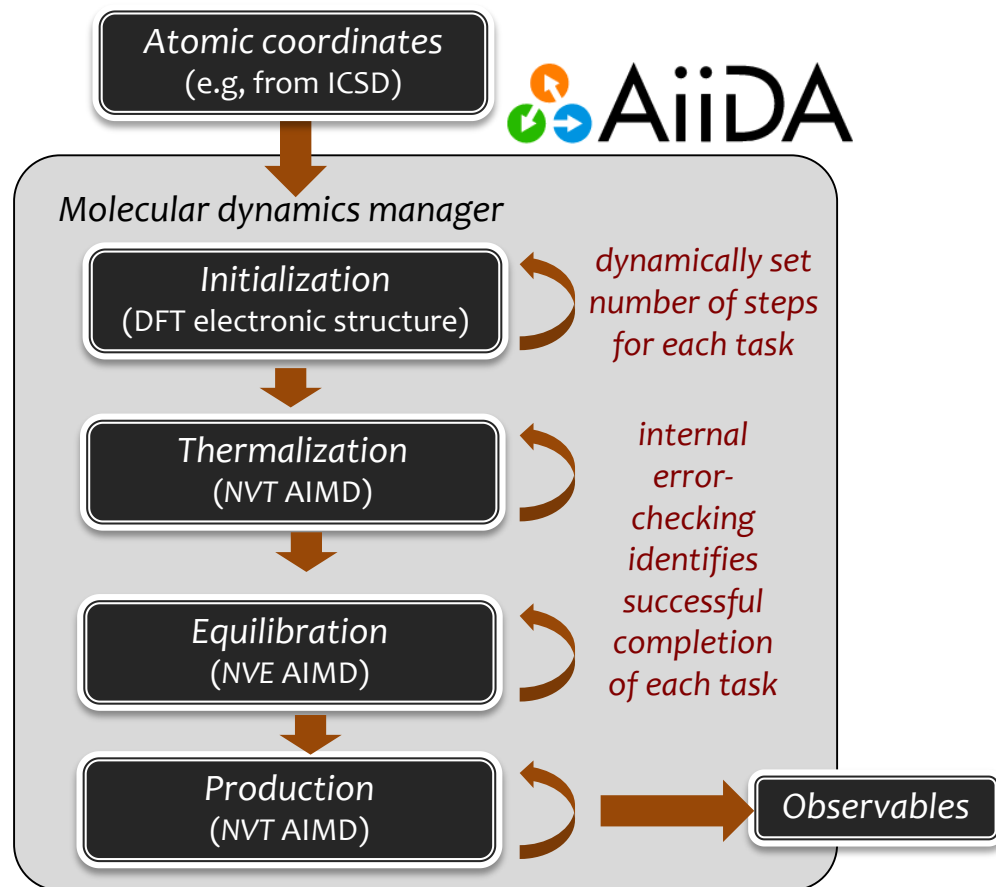 Atomic coordinates
(e.g, from ICSD)
AiiDA
Molecular dynamics manager
Initialization
(DFT electronic structure)
dynamically set
number of steps
for each task
Thermalization
(NVT AIMD)
internal
error-
checking
identifies
successful
completion
of each task
Equilibration
(NVE AIMD)
Production
(NVT AIMD)
Observables